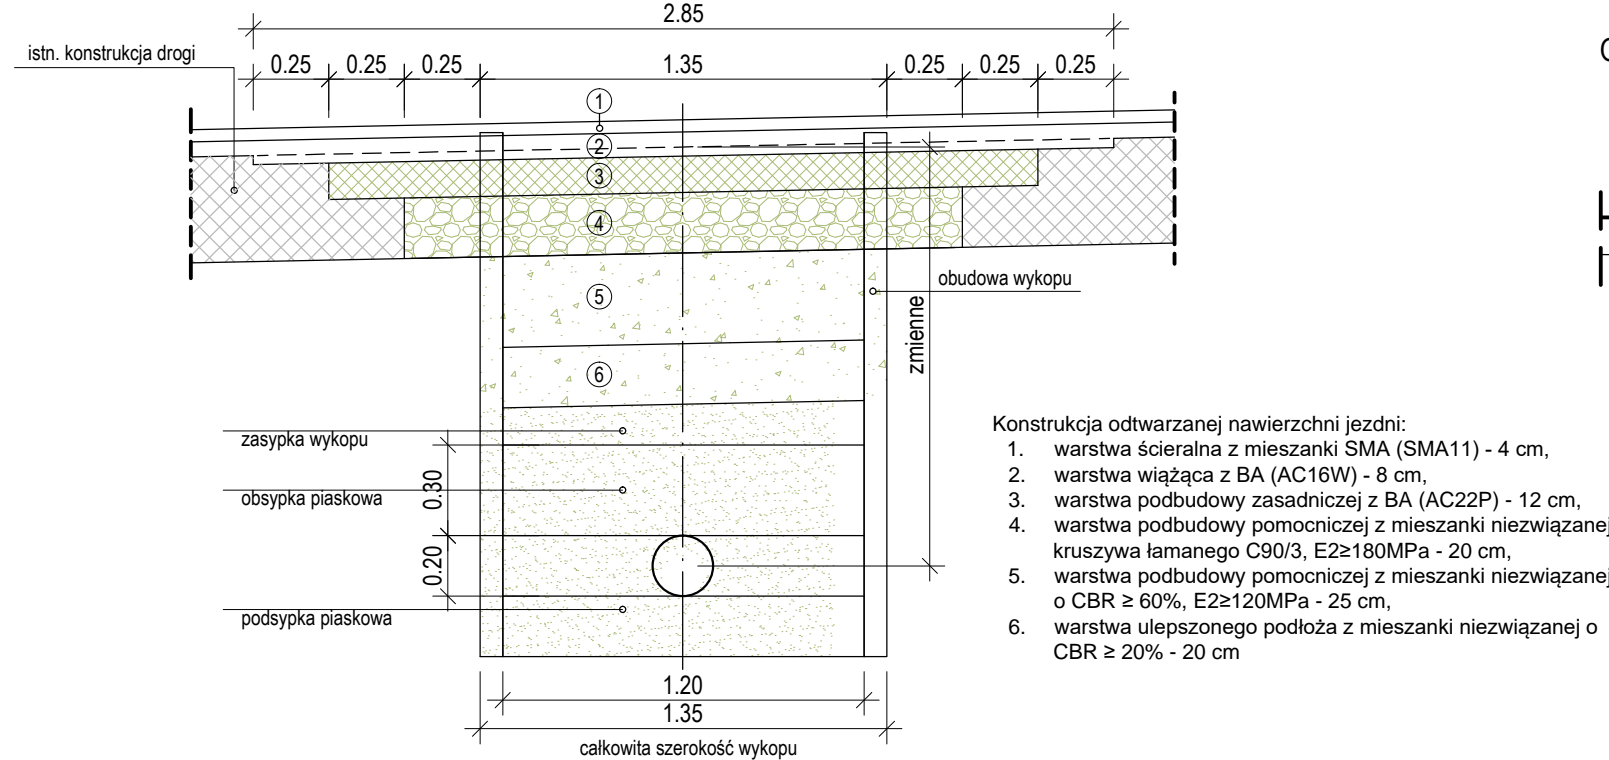 2.85
istn. konstrukcja drogi
0.25 0.25 0.25 1.35 0.25 0.25 0.25
1
2
3
4
5
6
obudowa wykopu
zmienne
zasypka wykopu
obsypka piaskowa
0.30
0.20
podsypka piaskowa
1.20
1.35
całkowita szerokość wykopu
Konstrukcja odtwarzanej nawierzchni jezdni:
1. warstwa ścieralna z mieszanki SMA (SMA11) - 4 cm,
2. warstwa wiążąca z BA (AC16W) - 8 cm,
3. warstwa podbudowy zasadniczej z BA (AC22P) - 12 cm,
4. warstwa podbudowy pomocniczej z mieszanki niezwiązanej
kruszywa łamanego C90/3, E2≥180MPa - 20 cm,
5. warstwa podbudowy pomocniczej z mieszanki niezwiązanej
o CBR ≥ 60%, E2≥120MPa - 25 cm,
6. warstwa ulepszonego podłoża z mieszanki niezwiązanej o
CBR ≥ 20% - 20 cm